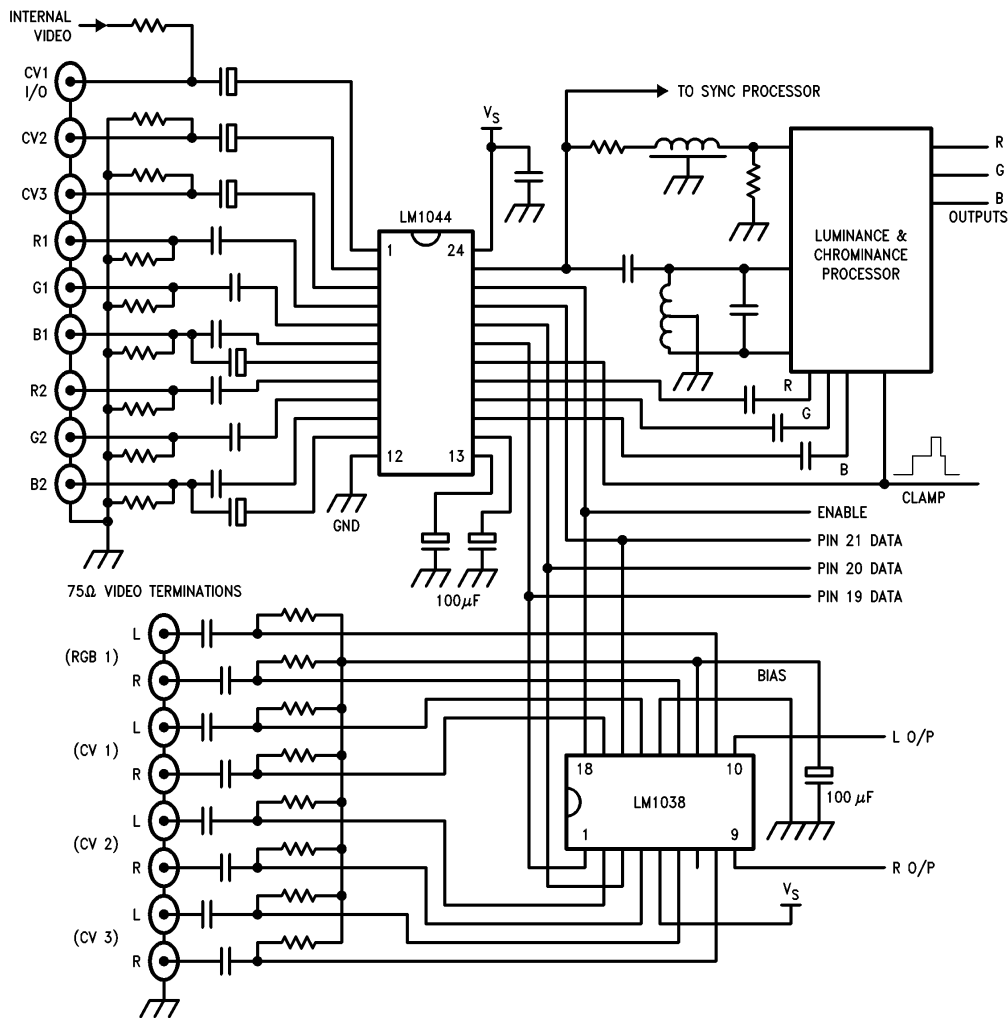 INTERNAL
VIDEO
CV1
I/O
CV2
CV3
R1
G1
B1
R2
G2
B2
75Ω VIDEO TERMINATIONS
LM1044
1
24
12
13
GND
VS
100μF
TO SYNC PROCESSOR
LUMINANCE &
CHROMINANCE
PROCESSOR
R
G
B
OUTPUTS
R
G
B
CLAMP
ENABLE
PIN 21 DATA
PIN 20 DATA
PIN 19 DATA
L
(RGB 1)
R
L
(CV 1)
R
L
(CV 2)
R
L
(CV 3)
R
BIAS
18
10
LM1038
1
9
L O/P
100 μF
R O/P
VS